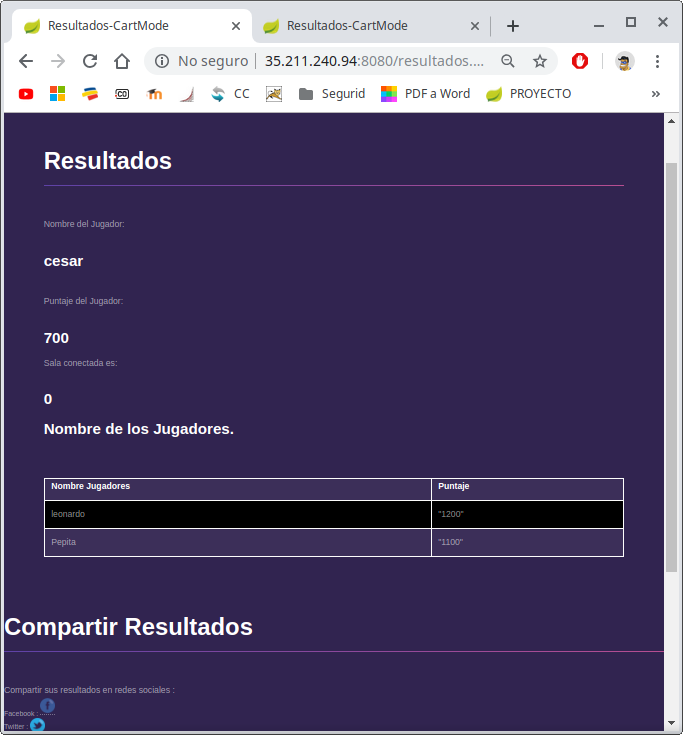 Resultados-CartMode
Resultados-CartMode
No seguro | 35.211.240.94:8080/resultados....
CC
Segurid
PDF a Word
PROYECTO
»
Resultados
Nombre del Jugador:
cesar
Puntaje del Jugador:
700
Sala conectada es:
0
Nombre de los Jugadores.
Nombre Jugadores Puntaje
leonardo "1200"
Pepita "1100"
Compartir Resultados
Compartir sus resultados en redes sociales :
Facebook :
Twitter :